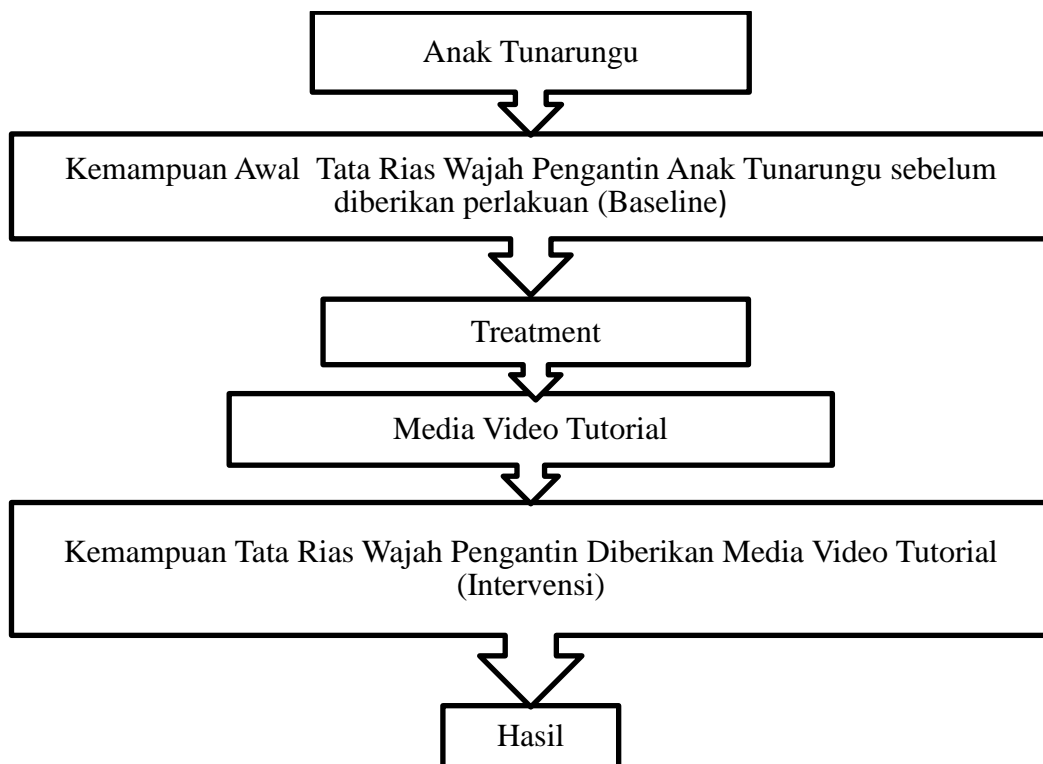 Anak Tunarungu
Kemampuan Awal  Tata Rias Wajah Pengantin Anak Tunarungu sebelum
diberikan perlakuan (Baseline)
Treatment
Media Video Tutorial
Kemampuan Tata Rias Wajah Pengantin Diberikan Media Video Tutorial
(Intervensi)
Hasil